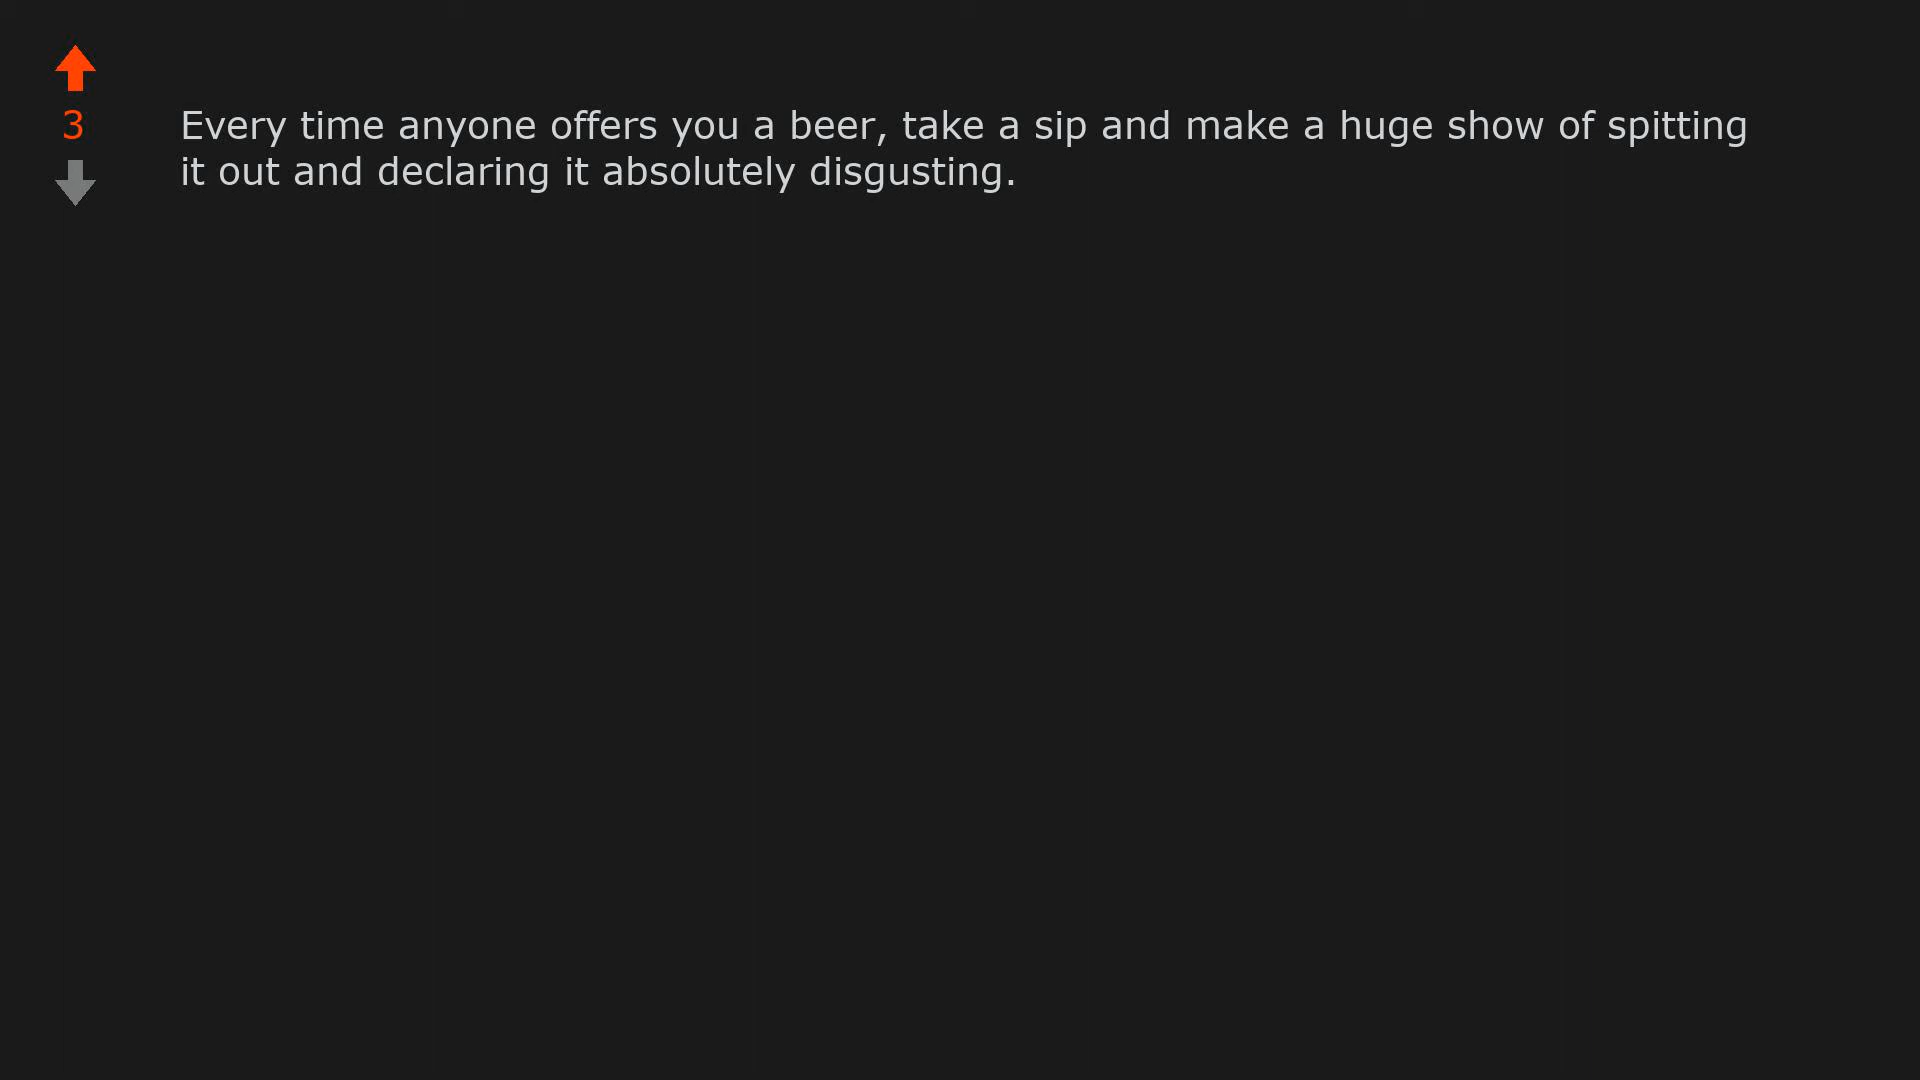 3
Every time anyone offers you a beer, take a sip and make a huge show of spitting
it out and declaring it absolutely disgusting.